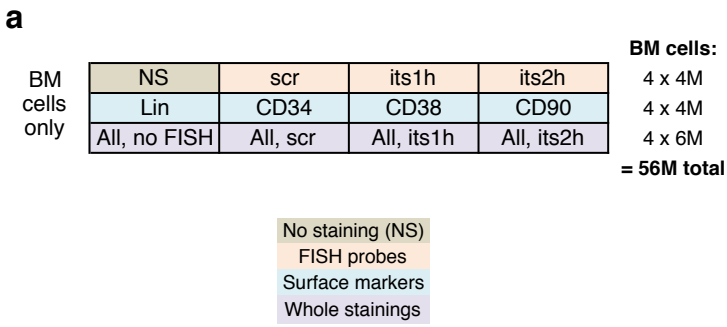 a
BM cells:
BM cells only
NS scr its1h its2h 4 x 4M
Lin CD34 CD38 CD90 4 x 4M
All, no FISH All, scr All, its1h All, its2h 4 x 6M
= 56M total
No staining (NS)
FISH probes
Surface markers
Whole stainings